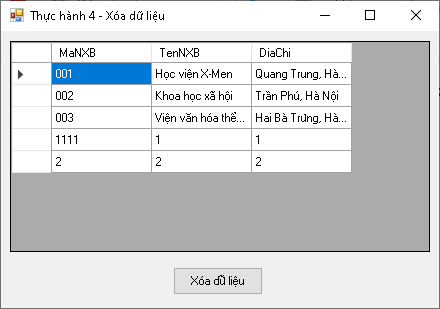 Thực hành 4 - Xóa dữ liệu
MaNXB TenNXB DiaChi
001 Học viện X-Men Quang Trung, Hà...
002 Khoa học xã hội Trần Phú, Hà Nội
003 Viện văn hóa thể... Hai Bà Trưng, Hà...
1111 1 1
2 2 2
Xóa dữ liệu